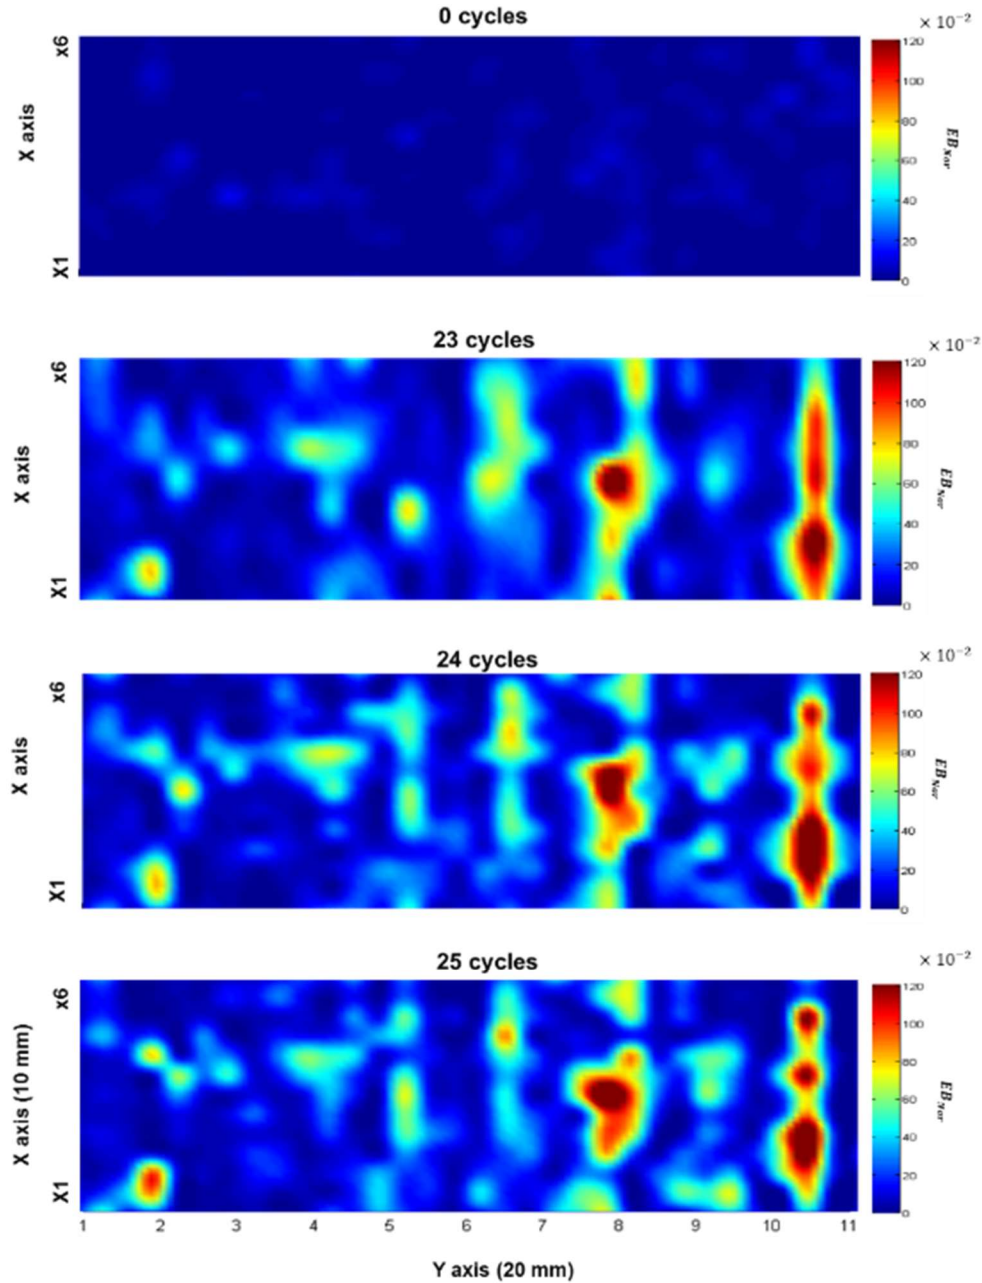 0 cycles
× 10⁻²
x6
X axis
X1
120
100
80
60
40
20
0
EB_Nor
23 cycles
× 10⁻²
x6
X axis
X1
120
100
80
60
40
20
0
EB_Nor
24 cycles
× 10⁻²
x6
X axis
X1
120
100
80
60
40
20
0
EB_Nor
25 cycles
× 10⁻²
x6
X axis (10 mm)
X1
120
100
80
60
40
20
0
EB_Nor
1 2 3 4 5 6 7 8 9 10 11
Y axis (20 mm)